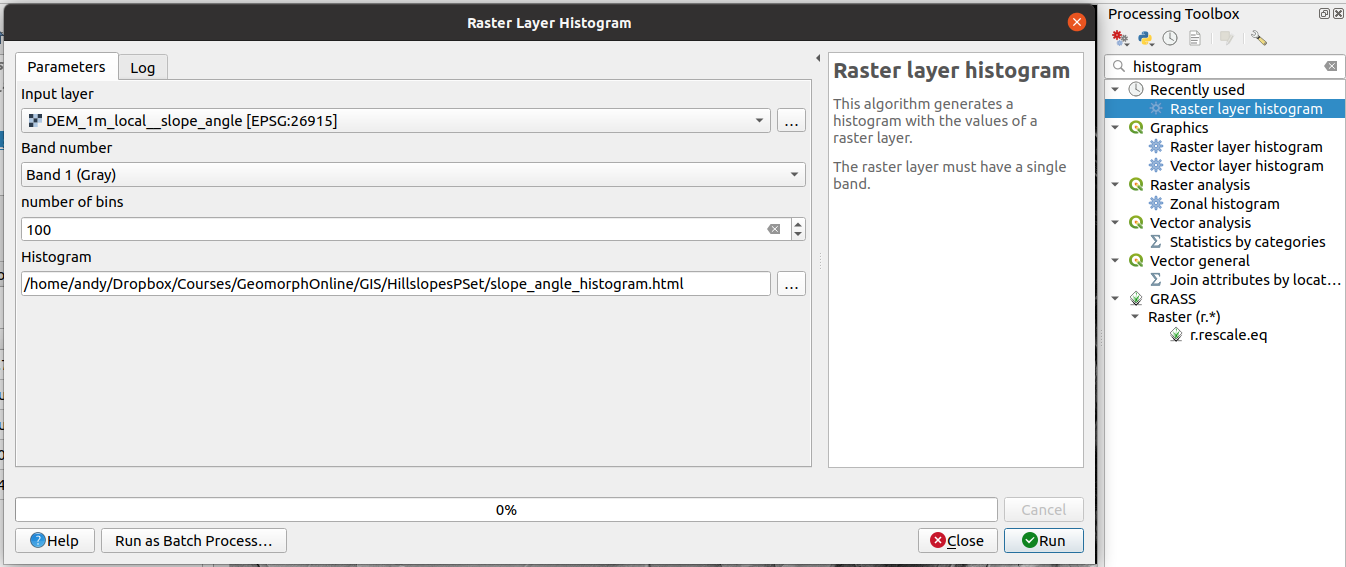 Raster Layer Histogram
Parameters
Log
Input layer
DEM_1m_local__slope_angle [EPSG:26915]
...
Band number
Band 1 (Gray)
number of bins
100
Histogram
/home/andy/Dropbox/Courses/GeomorphOnline/GIS/HillslopesPSet/slope_angle_histogram.html
...
Raster layer histogram
This algorithm generates a
histogram with the values of a
raster layer.
The raster layer must have a single
band.
0%
Cancel
Help
Run as Batch Process...
Close
Run
Processing Toolbox
histogram
Recently used
Raster layer histogram
Graphics
Raster layer histogram
Vector layer histogram
Raster analysis
Zonal histogram
Vector analysis
Statistics by categories
Vector general
Join attributes by locat...
GRASS
Raster (r.*)
r.rescale.eq